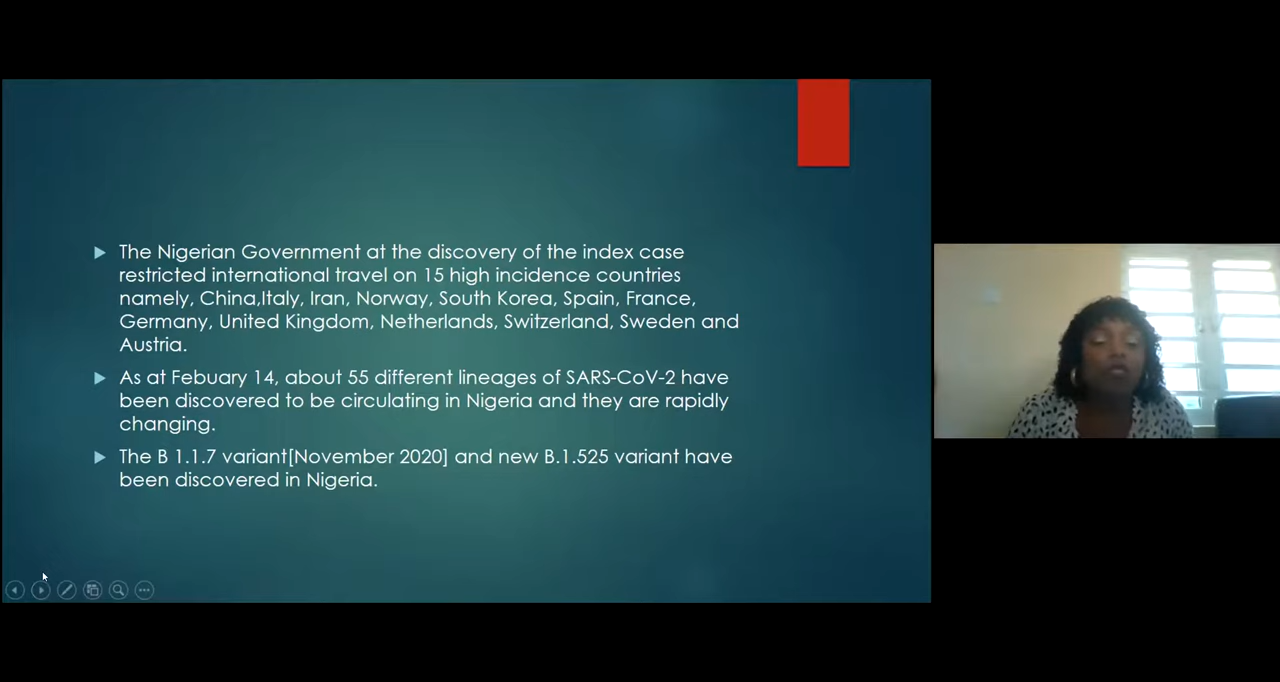 The Nigerian Government at the discovery of the index case
restricted international travel on 15 high incidence countries
namely, China,Italy, Iran, Norway, South Korea, Spain, France,
Germany, United Kingdom, Netherlands, Switzerland, Sweden and
Austria.
As at Febuary 14, about 55 different lineages of SARS-CoV-2 have
been discovered to be circulating in Nigeria and they are rapidly
changing.
The B 1.1.7 variant[November 2020] and new B.1.525 variant have
been discovered in Nigeria.